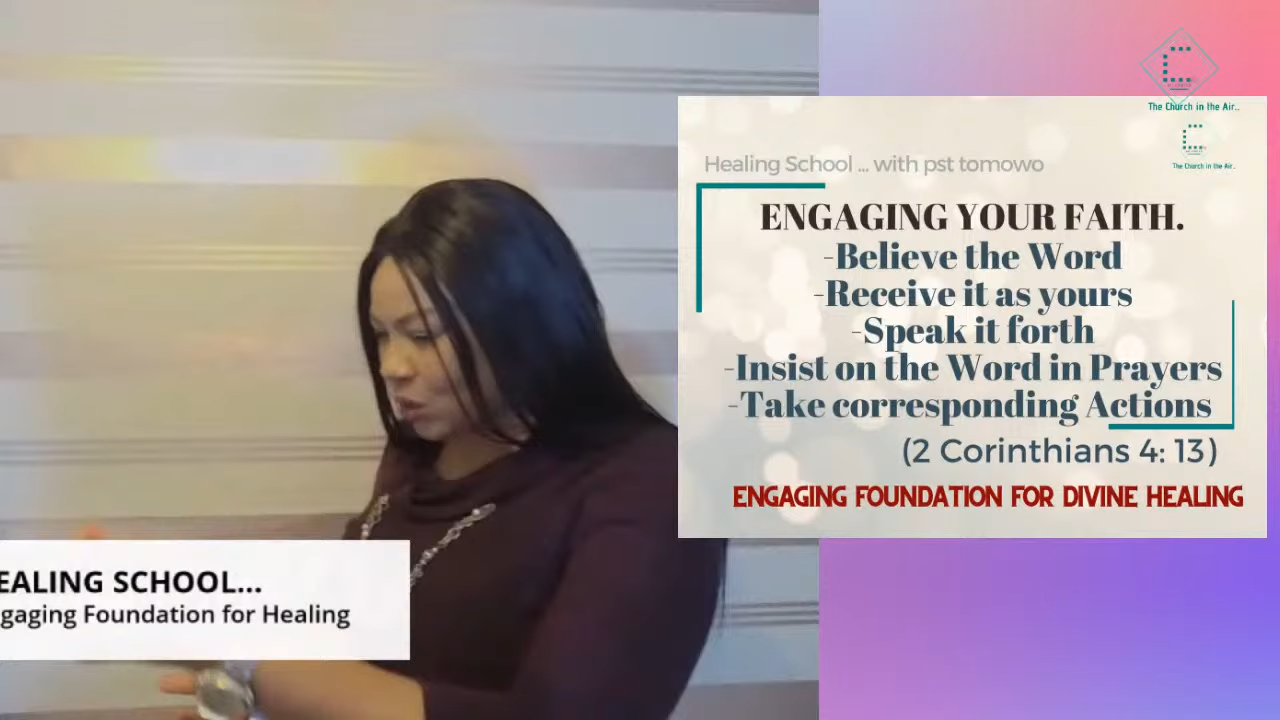 The Church in the Air..
The Church in the Air..
Healing School ... with pst tomowo
ENGAGING YOUR FAITH.
-Believe the Word
-Receive it as yours
-Speak it forth
-Insist on the Word in Prayers
-Take corresponding Actions
(2 Corinthians 4: 13)
ENGAGING FOUNDATION FOR DIVINE HEALING
EALING SCHOOL...
gaging Foundation for Healing